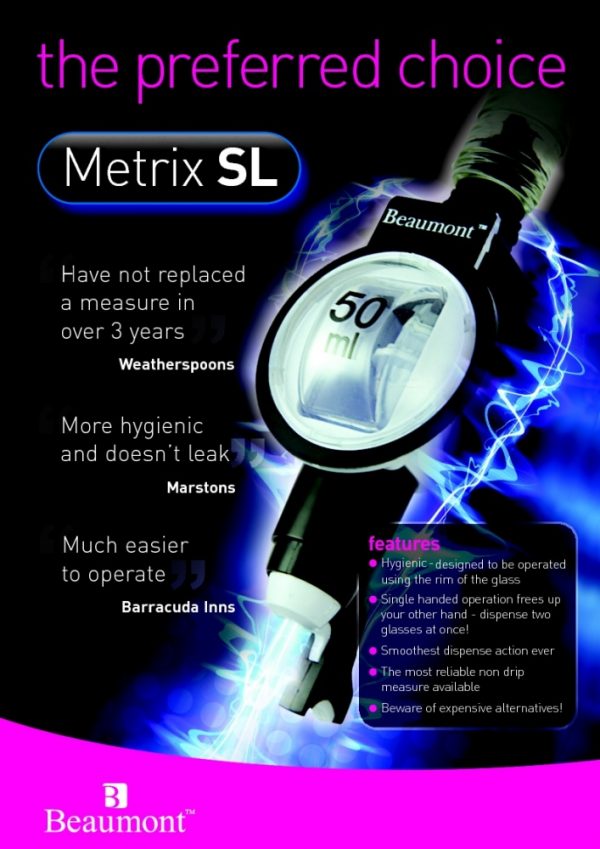 the preferred choice
Metrix SL
Beaumont™
50
ml
“Have not replaced
a measure in
over 3 years”
Weatherspoons
“More hygienic
and doesn't leak”
Marstons
“Much easier
to operate”
Barracuda Inns
features
● Hygienic - designed to be operated
using the rim of the glass
● Single handed operation frees up
your other hand - dispense two
glasses at once!
● Smoothest dispense action ever
● The most reliable non drip
measure available
● Beware of expensive alternatives!
B
Beaumont™